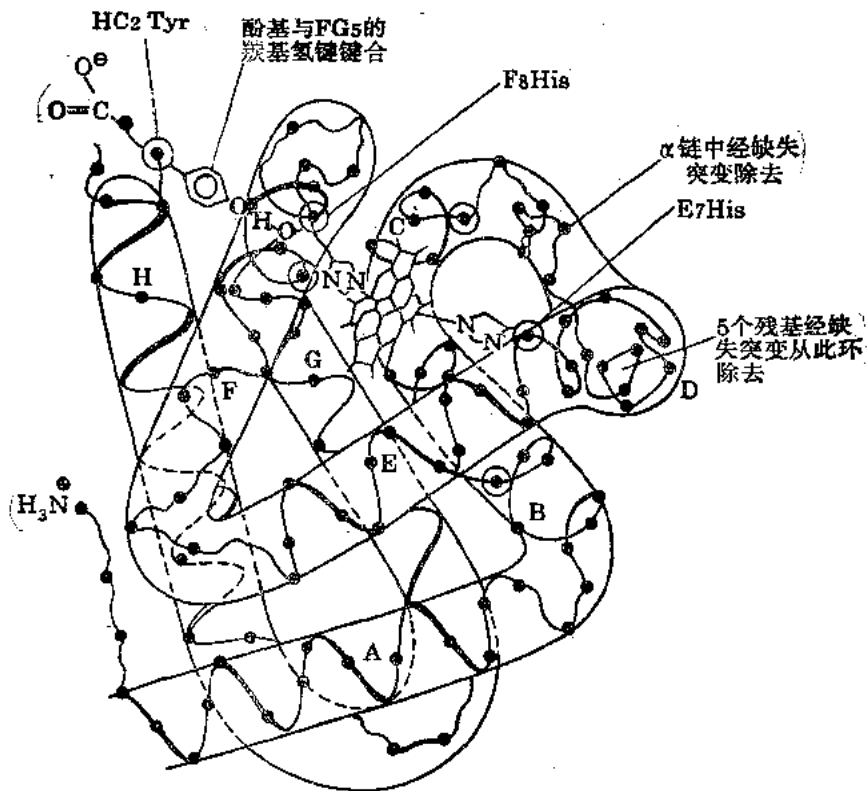 HC2 Tyr
酚基与FG5的
羰基氢键键合
F8His
α链中经缺失
突变除去
E7His
5个残基经缺
失突变从此环
除去
O⊖
O=C
O
H
O
N
N
C
N
N
D
H
F
G
E
B
A
⊕
H₃N